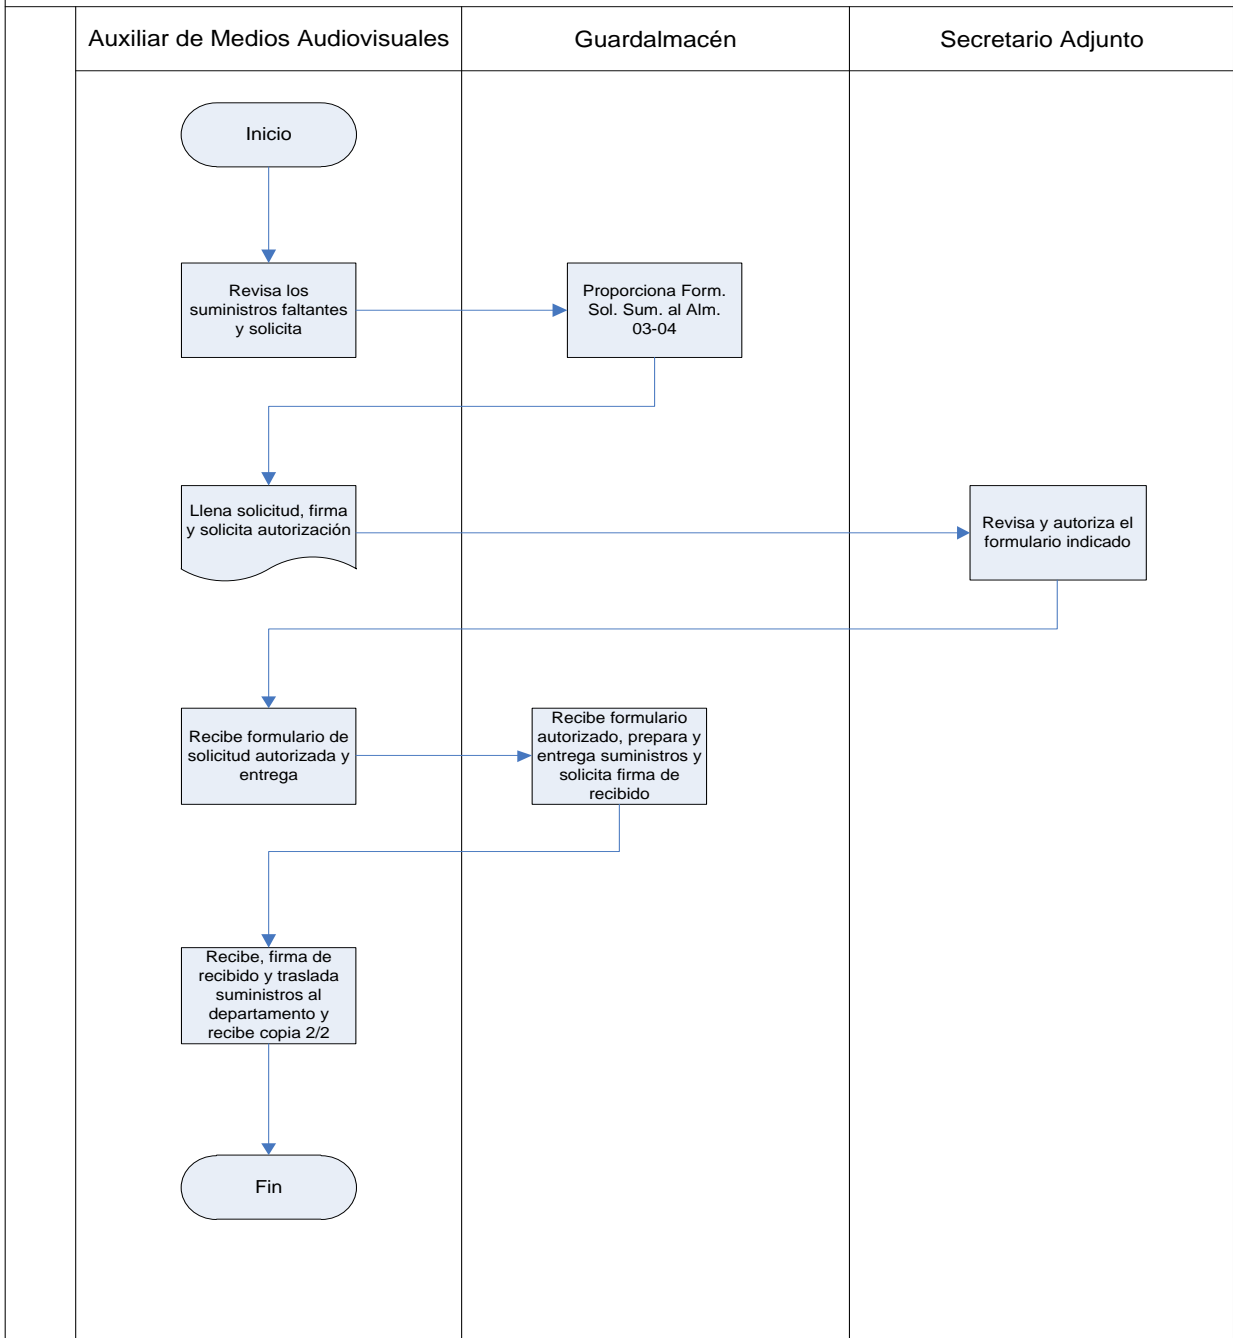 Auxiliar de Medios Audiovisuales
Guardalmacén
Secretario Adjunto
Inicio
Revisa los
suministros faltantes
y solicita
Proporciona Form.
Sol. Sum. al Alm.
03-04
Llena solicitud, firma
y solicita autorización
Revisa y autoriza el
formulario indicado
Recibe formulario de
solicitud autorizada y
entrega
Recibe formulario
autorizado, prepara y
entrega suministros y
solicita firma de
recibido
Recibe, firma de
recibido y traslada
suministros al
departamento y
recibe copia 2/2
Fin